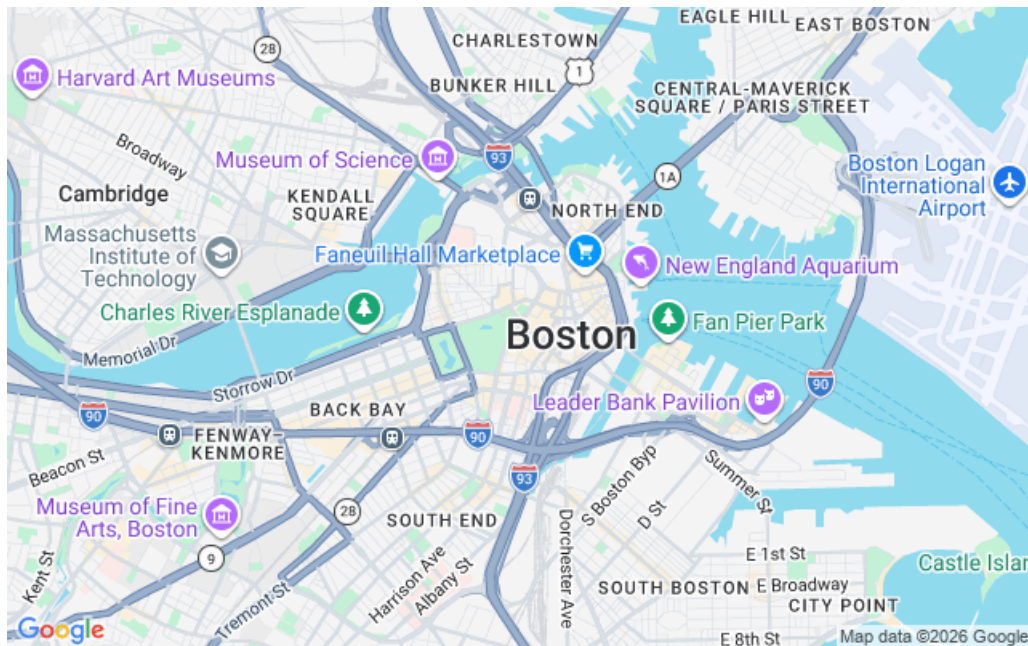 EAGLE HILL
EAST BOSTON
28
CHARLESTOWN
1
Harvard Art Museums
BUNKER HILL
CENTRAL-MAVERICK
SQUARE / PARIS STREET
Broadway
Museum of Science
93
Boston Logan
International
Airport
1A
Cambridge
KENDALL
SQUARE
NORTH END
Massachusetts
Institute of
Technology
Faneuil Hall Marketplace
New England Aquarium
Charles River Esplanade
Fan Pier Park
Boston
Memorial Dr
Storrow Dr
90
Leader Bank Pavilion
90
BACK BAY
90
FENWAY–
KENMORE
Beacon St
93
S Boston Byp
Summer St
Museum of Fine
Arts, Boston
28
D St
SOUTH END
Dorchester Ave
9
E 1st St
Castle Islan
Kent St
Harrison Ave
Albany St
SOUTH BOSTON
E Broadway
Tremont St
CITY POINT
Google
E 8th St
Map data ©2026 Google